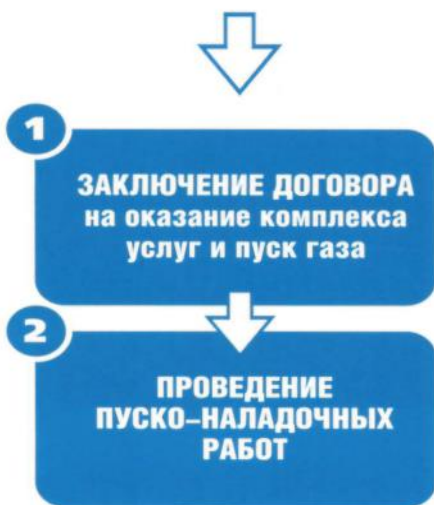 1
ЗАКЛЮЧЕНИЕ ДОГОВОРА
на оказание комплекса
услуг и пуск газа
2
ПРОВЕДЕНИЕ
ПУСКО–НАЛАДОЧНЫХ
РАБОТ